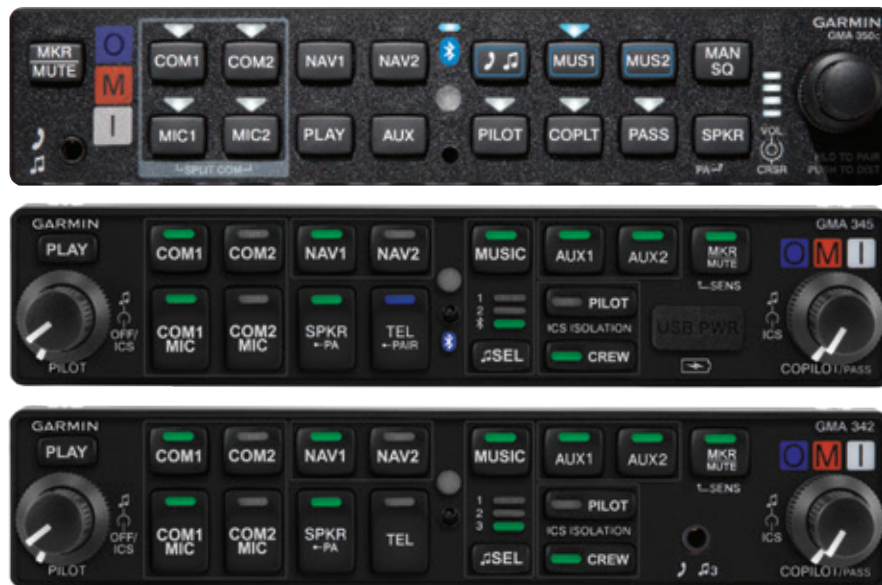 GARMIN
GMA 350c
MKR MUTE
O
M
I
COM1 COM2 NAV1 NAV2 MUS1 MUS2 MAN SQ
MIC1 MIC2 PLAY AUX PILOT COPLT PASS SPKR
SPLIT COM
PA
VOL
CRSR
HLD TO PAIR
PUSH TO DIST
GARMIN
GMA 345
PLAY COM1 COM2 NAV1 NAV2 MUSIC AUX1 AUX2 MKR MUTE
O M I
SENS
OFF/ICS
PILOT
COM1 MIC
COM2 MIC
SPKR
PA
TEL
PAIR
1
2
SEL
PILOT
ICS ISOLATION
CREW
USB PWR
ICS
COPILOT/PASS
GARMIN
GMA 342
PLAY COM1 COM2 NAV1 NAV2 MUSIC AUX1 AUX2 MKR MUTE
O M I
SENS
OFF/ICS
PILOT
COM1 MIC
COM2 MIC
SPKR
PA
TEL
1
2
3
SEL
PILOT
ICS ISOLATION
CREW
3
ICS
COPILOT/PASS